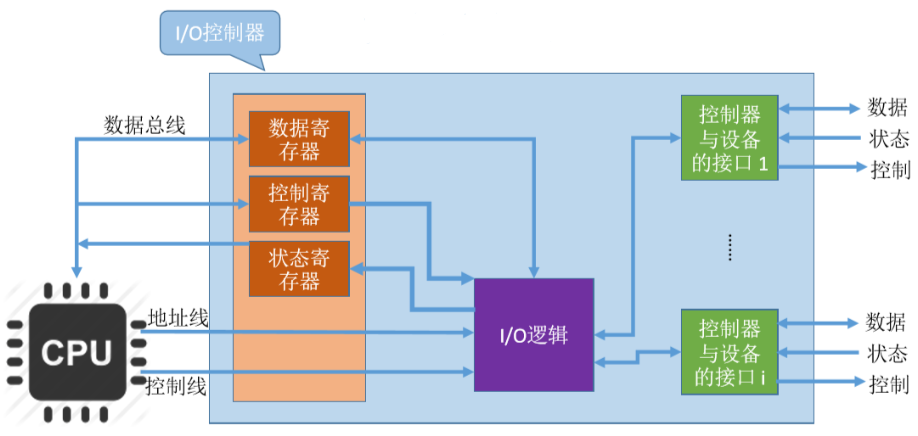 I/O控制器
数据总线
数据寄
存器
控制寄
存器
状态寄
存器
地址线
CPU
控制线
I/O逻辑
控制器
与设备
的接口 1
数据
状态
控制
......
控制器
与设备
的接口 i
数据
状态
控制